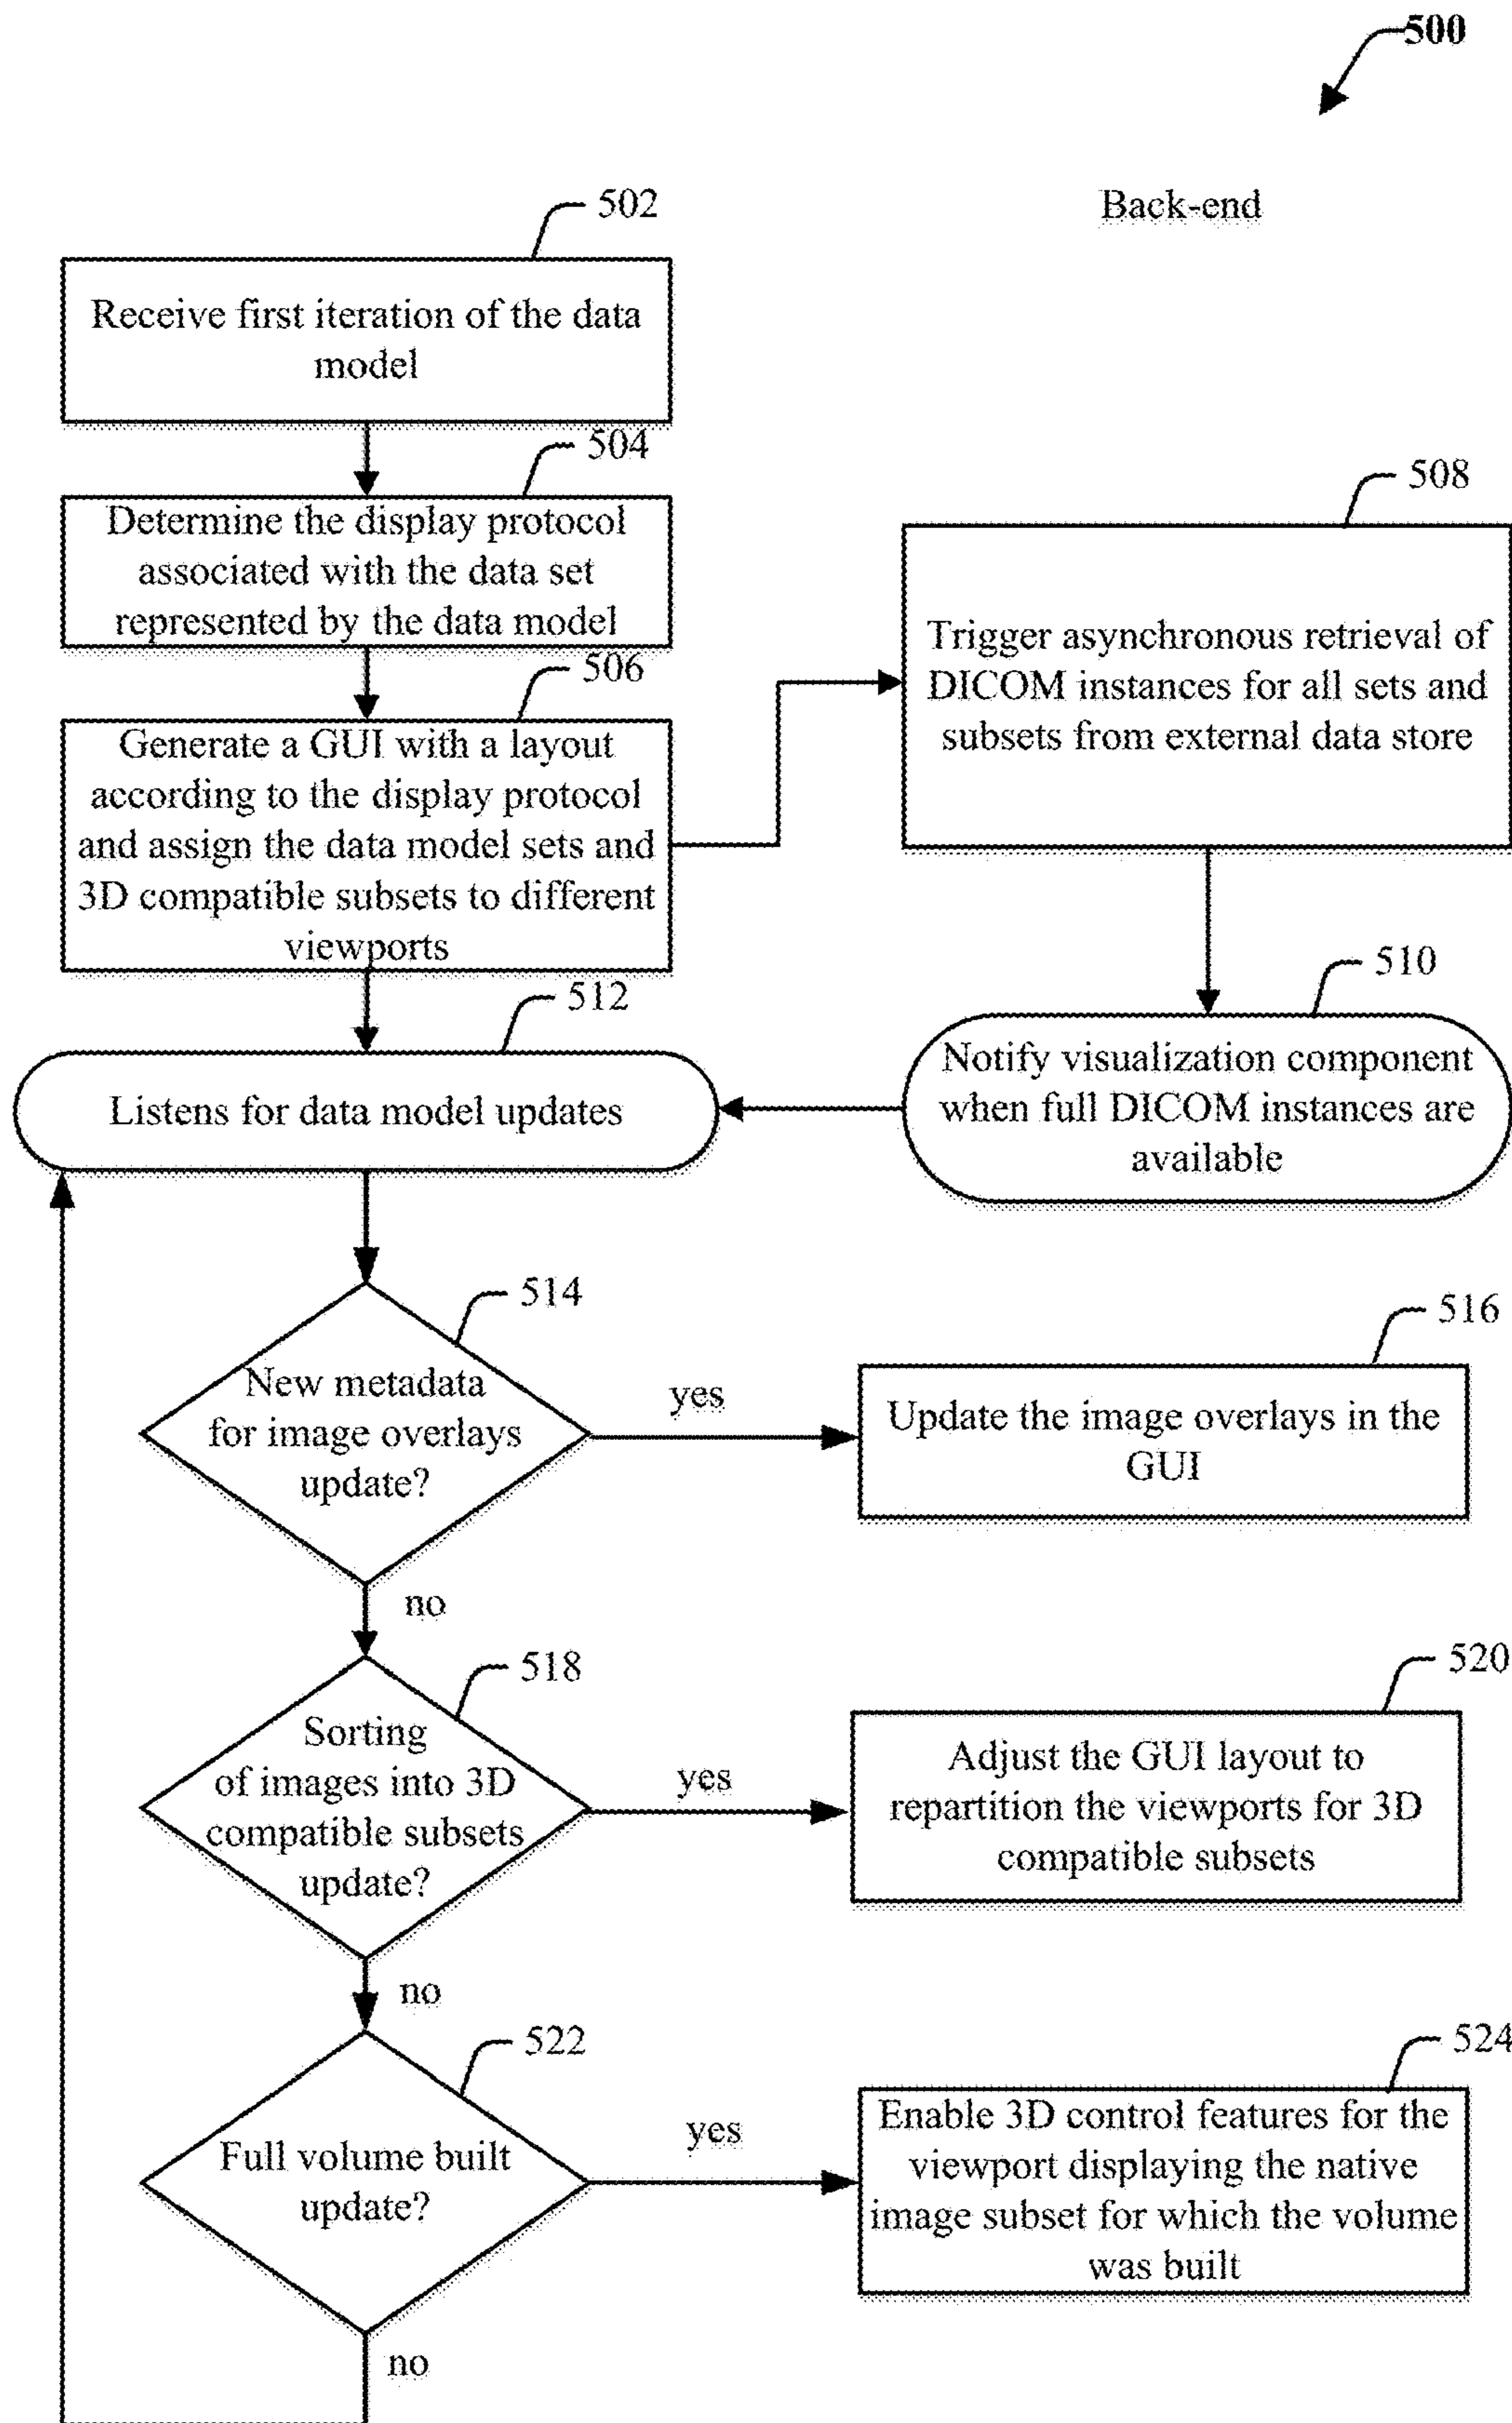 500
Back-end
502
Receive first iteration of the data
model
504
Determine the display protocol
associated with the data set
represented by the data model
506
Generate a GUI with a layout
according to the display protocol
and assign the data model sets and
3D compatible subsets to different
viewports
508
Trigger asynchronous retrieval of
DICOM instances for all sets and
subsets from external data store
510
Notify visualization component
when full DICOM instances are
available
512
Listens for data model updates
514
New metadata
for image overlays
update?
yes
516
Update the image overlays in the
GUI
no
518
Sorting
of images into 3D
compatible subsets
update?
yes
520
Adjust the GUI layout to
repartition the viewports for 3D
compatible subsets
no
522
Full volume built
update?
yes
524
Enable 3D control features for the
viewport displaying the native
image subset for which the volume
was built
no